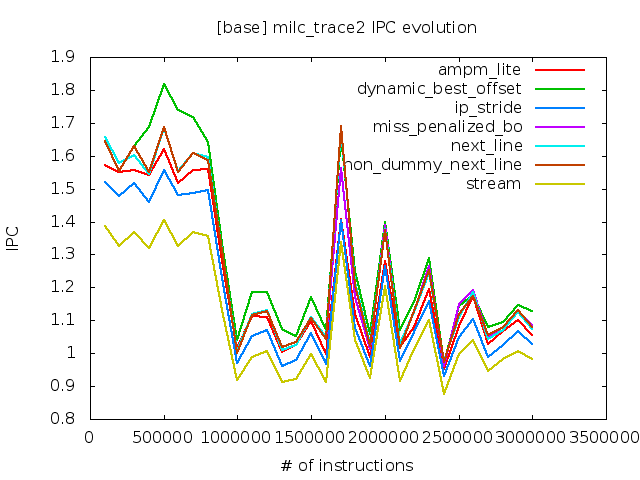 [base] milc_trace2 IPC evolution
1.9
1.8
1.7
1.6
1.5
1.4
1.3
1.2
1.1
1
0.9
0.8
IPC
ampm_lite
dynamic_best_offset
ip_stride
miss_penalized_bo
next_line
non_dummy_next_line
stream
0 500000 1000000 1500000 2000000 2500000 3000000 3500000
# of instructions